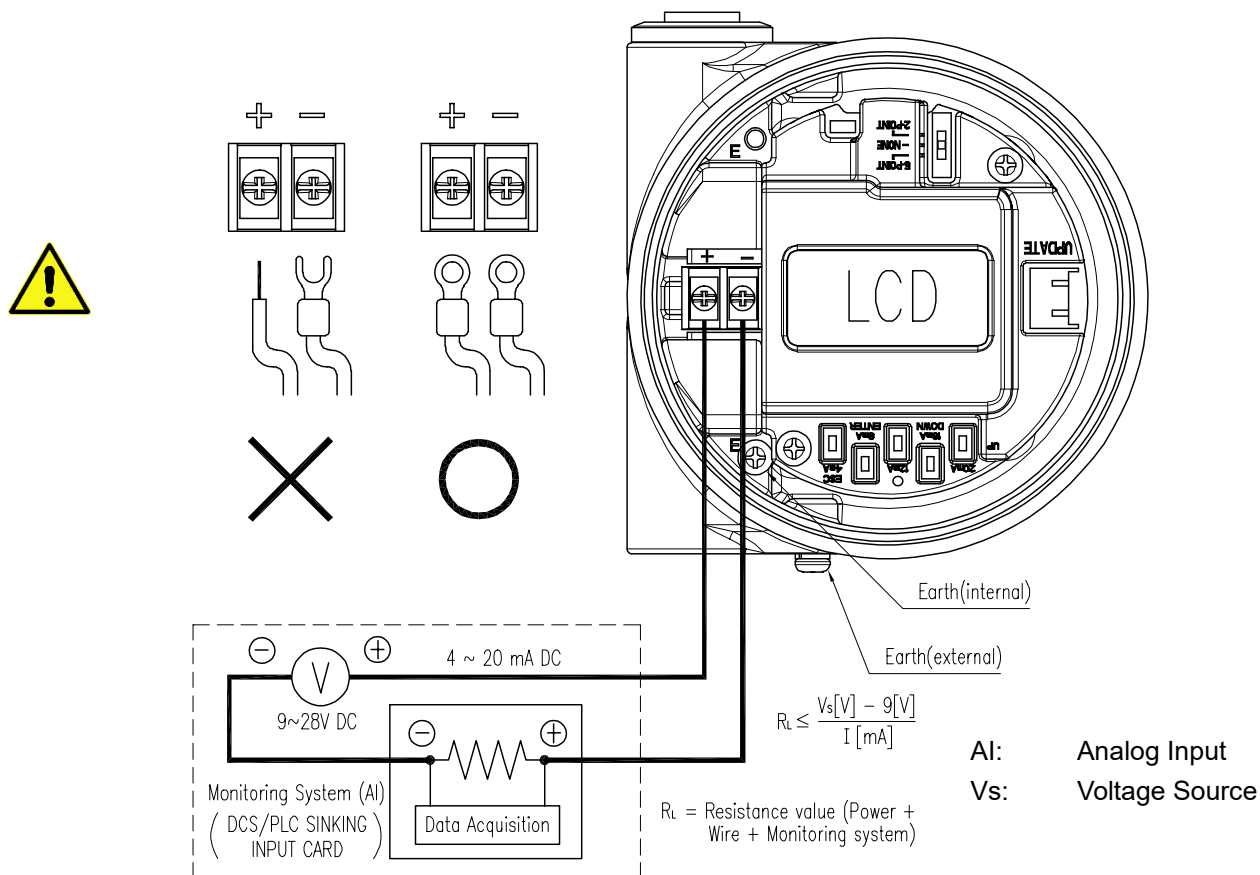 + − + −
E
2-POINT
- NONE
5-POINT
UPDATE
+ −
LCD
E
ESC
4mA
8mA
ENTER
12mA
16mA
DOWN
20mA
UP
Earth(internal)
Earth(external)
− V + 4 ~ 20 mA DC
9~28V DC
− +
Monitoring System (AI)
( DCS/PLC SINKING
INPUT CARD )
Data Acquisition
RL ≤ Vs[V] − 9[V]
I [mA]
RL = Resistance value (Power +
Wire + Monitoring system)
AI: Analog Input
Vs: Voltage Source